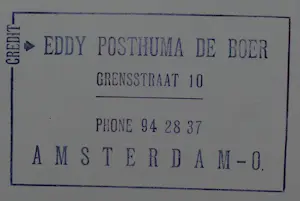 CREDIT
EDDY POSTHUMA DE BOER
GRENSSTRAAT 10
PHONE 94 28 37
AMSTERDAM-O.